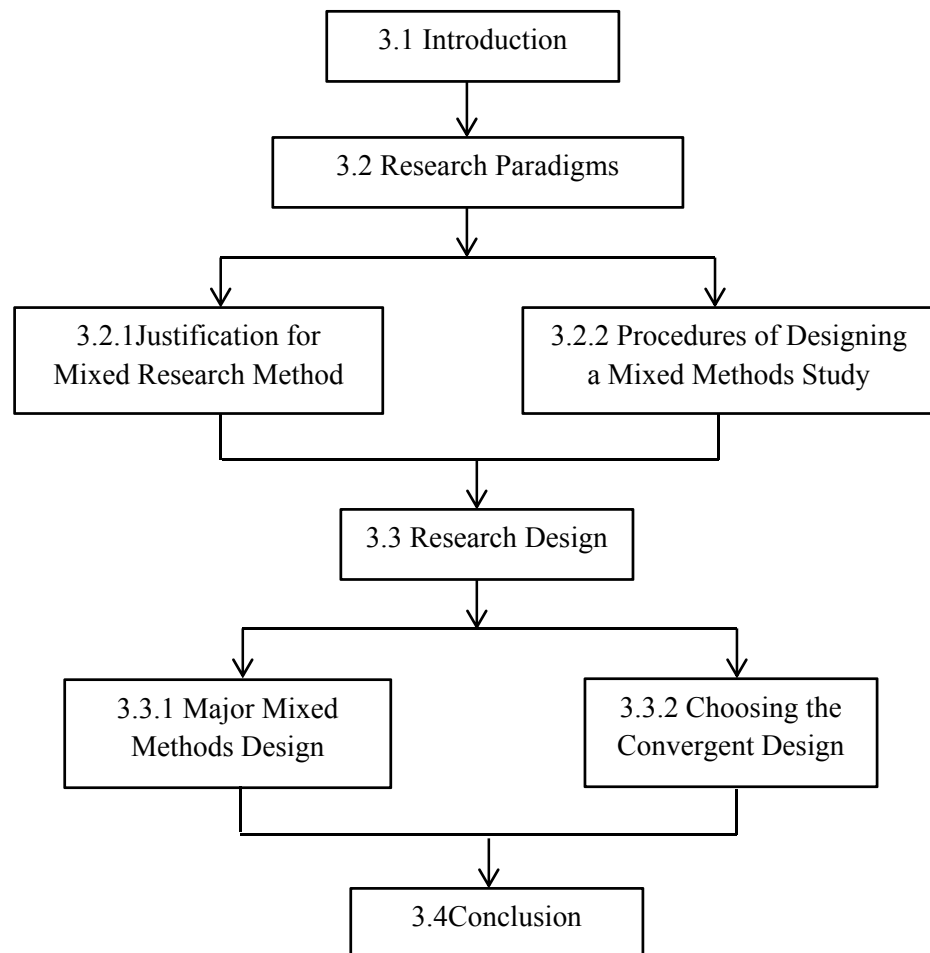 3.1 Introduction
3.2 Research Paradigms
3.2.1Justification for
Mixed Research Method
3.2.2 Procedures of Designing
a Mixed Methods Study
3.3 Research Design
3.3.1 Major Mixed
Methods Design
3.3.2 Choosing the
Convergent Design
3.4Conclusion